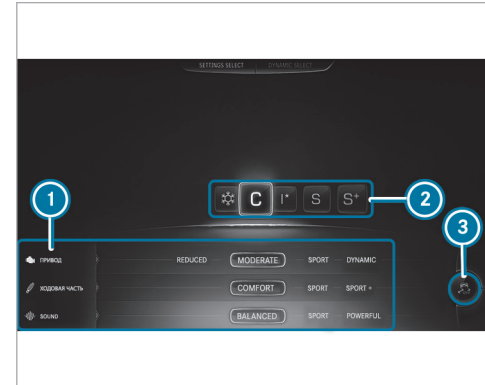 SETTINGS SELECT DYNAMIC SELECT
C I* S S+
1
2
3
ПРИВОД REDUCED MODERATE SPORT DYNAMIC
ХОДОВАЯ ЧАСТЬ COMFORT SPORT SPORT +
SOUND BALANCED SPORT POWERFUL